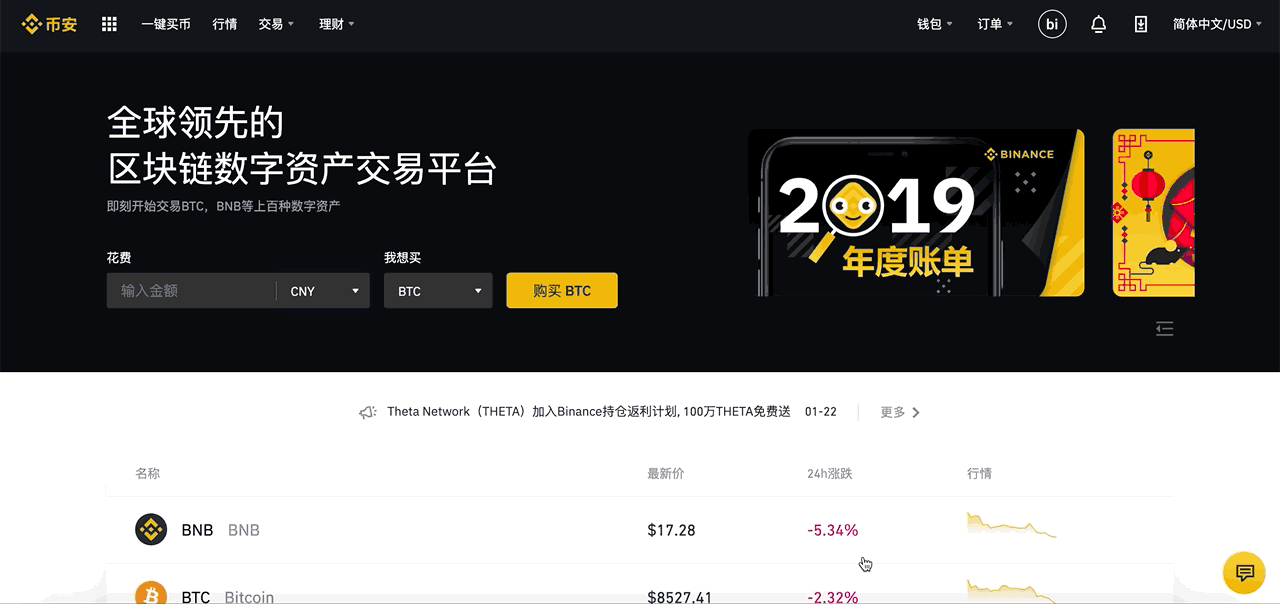 币安 一键买币 行情 交易 理财 钱包 订单 bi 简体中文/USD
全球领先的
区块链数字资产交易平台
即刻开始交易BTC，BNB等上百种数字资产
花费 我想买
输入金额 CNY BTC 购买 BTC
BINANCE
2019
年度账单
Theta Network（THETA）加入Binance持仓返利计划, 100万THETA免费送 01-22 更多
名称 最新价 24h涨跌 行情
BNB BNB $17.28 -5.34%
BTC Bitcoin $8527.41 -2.32%